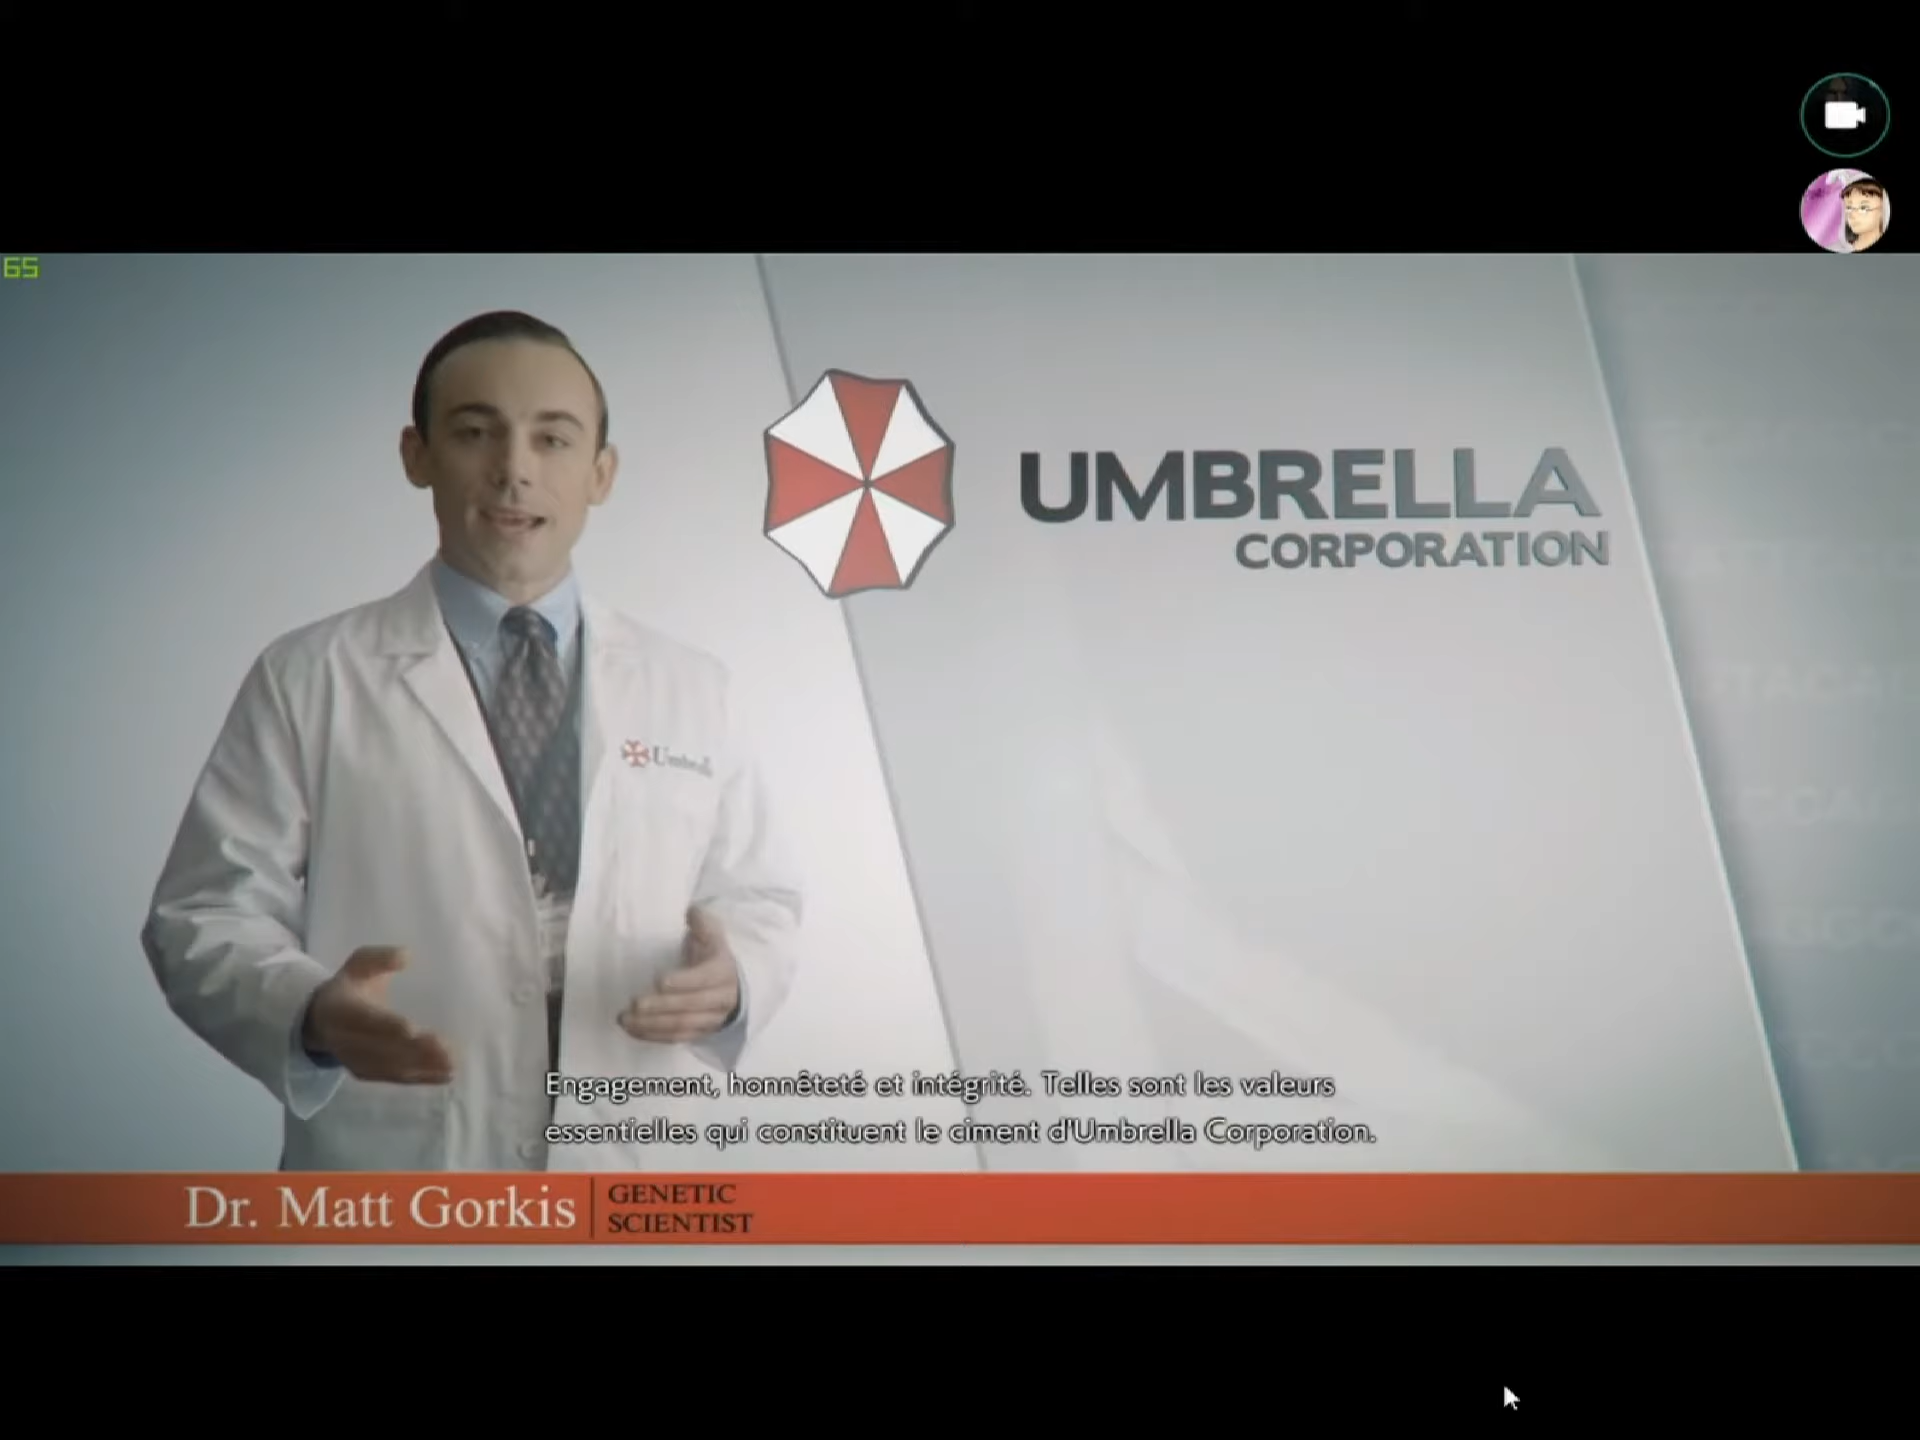 65
UMBRELLA
CORPORATION
Umbrella
Engagement, honnêteté et intégrité. Telles sont les valeurs
essentielles qui constituent le ciment d'Umbrella Corporation.
Dr. Matt Gorkis
GENETIC
SCIENTIST